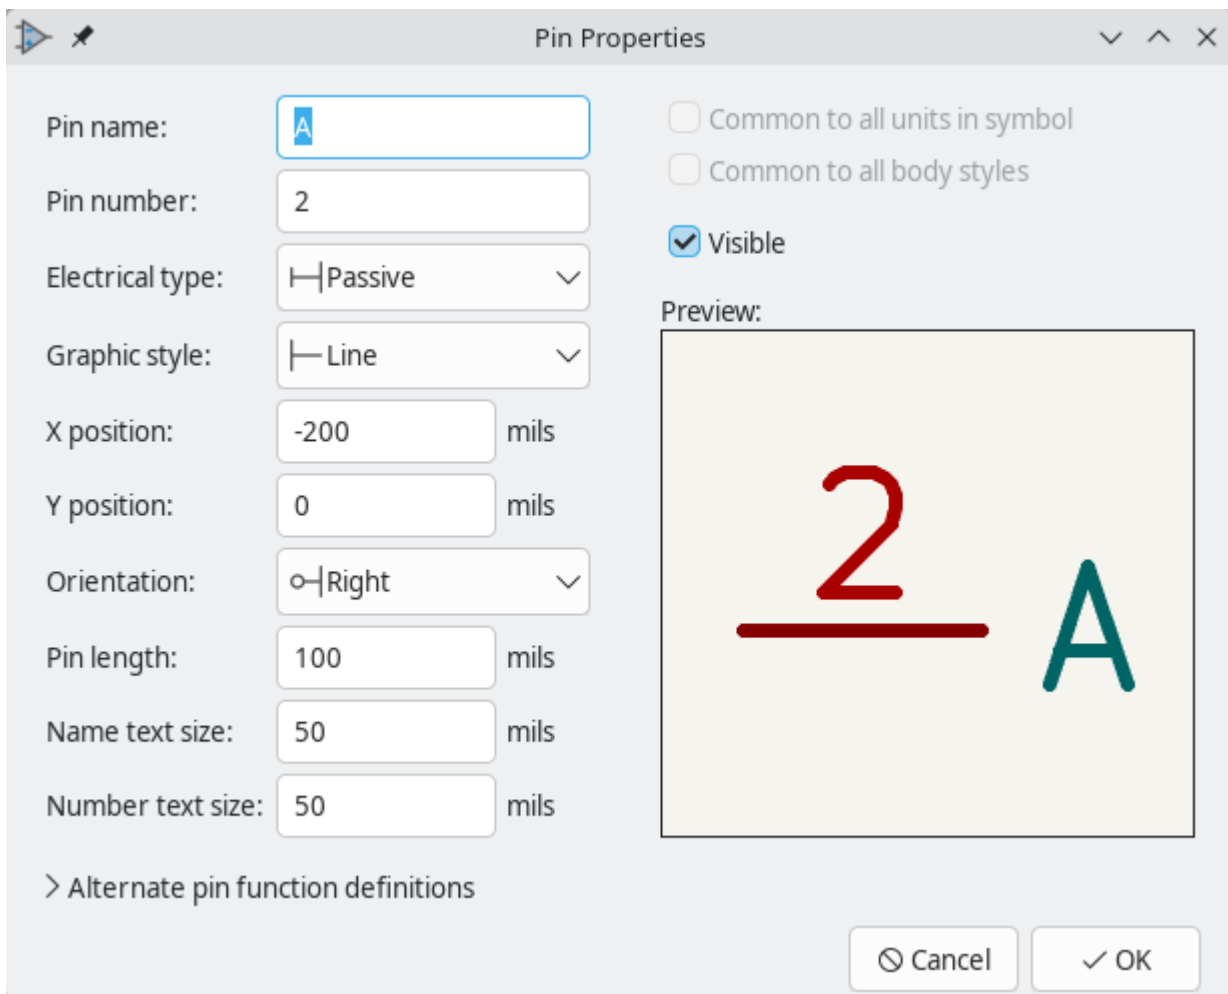 Pin Properties
Pin name: A
Pin number: 2
Electrical type: Passive
Graphic style: Line
X position: -200 mils
Y position: 0 mils
Orientation: Right
Pin length: 100 mils
Name text size: 50 mils
Number text size: 50 mils
Alternate pin function definitions
Common to all units in symbol
Common to all body styles
Visible
Preview:
2
A
Cancel OK